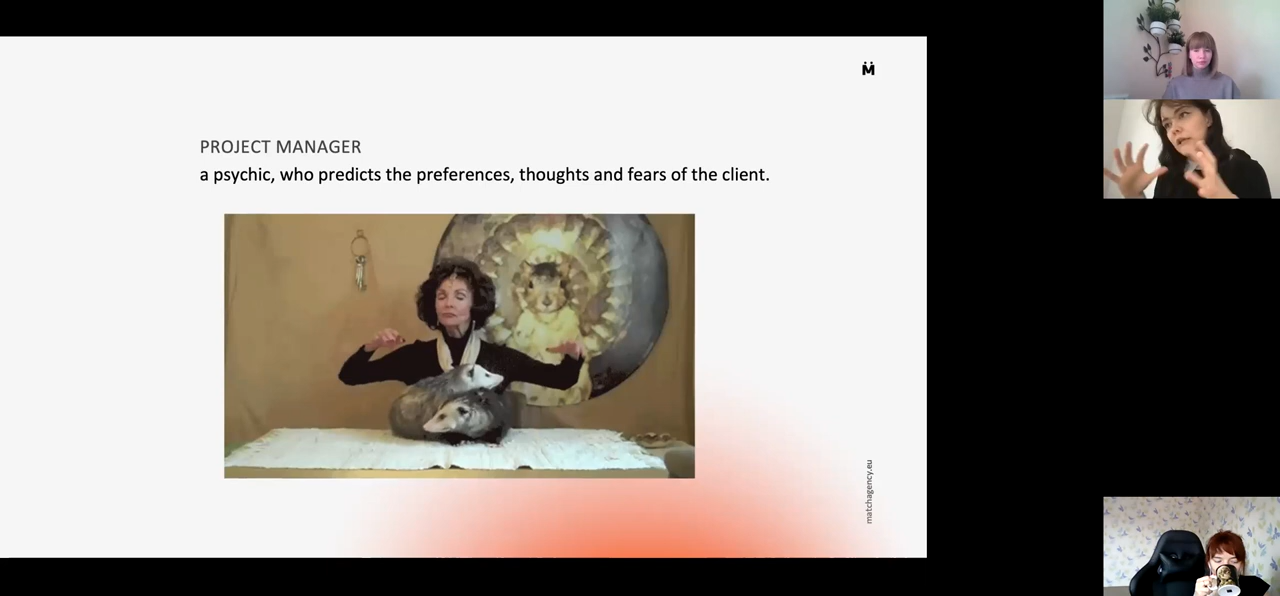 M̈
PROJECT MANAGER
a psychic, who predicts the preferences, thoughts and fears of the client.
matchagency.eu